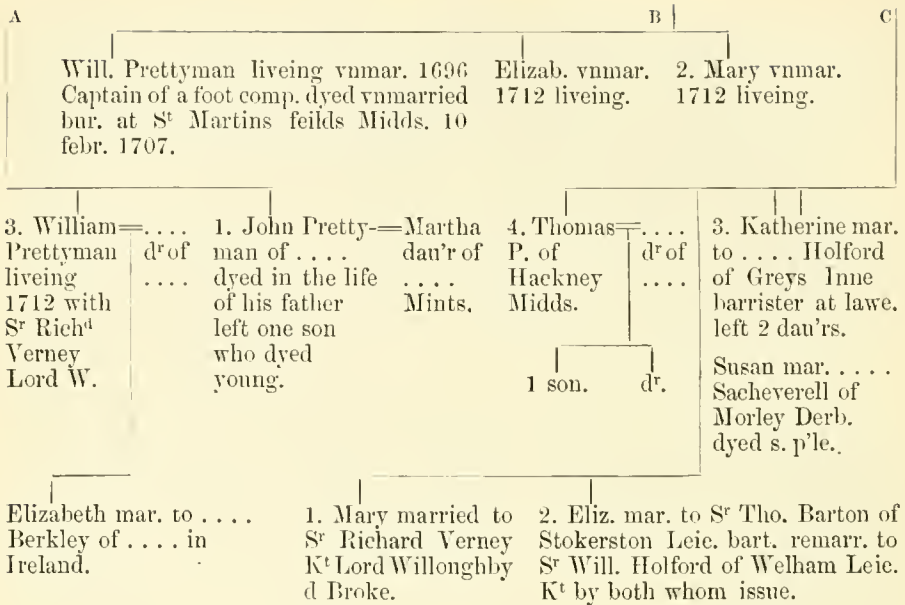 A B C
Will. Prettyman liveing vnmar. 1696
Captain of a foot comp. dyed vnmarried
bur. at Sᵗ Martins feilds Midds. 10
febr. 1707.
Elizab. vnmar.
1712 liveing.
2. Mary vnmar.
1712 liveing.
3. William=....
Prettyman dʳ of
liveing ....
1712 with
Sʳ Richᵈ
Verney
Lord W.
1. John Pretty-=Martha
man of .... dau'r of
dyed in the life ....
of his father Mints.
left one son
who dyed
young.
4. Thomas=....
P. of dʳ of
Hackney ....
Midds.
1 son. dʳ.
3. Katherine mar.
to .... Holford
of Greys Inne
barrister at lawe.
left 2 dau'rs.
Susan mar. .....
Sacheverell of
Morley Derb.
dyed s. p'le.
Elizabeth mar. to ....
Berkley of .... in
Ireland.
1. Mary married to
Sʳ Richard Verney
Kᵗ Lord Willonghby
d Broke.
2. Eliz. mar. to Sʳ Tho. Barton of
Stokerston Leic. bart. remarr. to
Sʳ Will. Holford of Welham Leic.
Kᵗ by both whom issue.